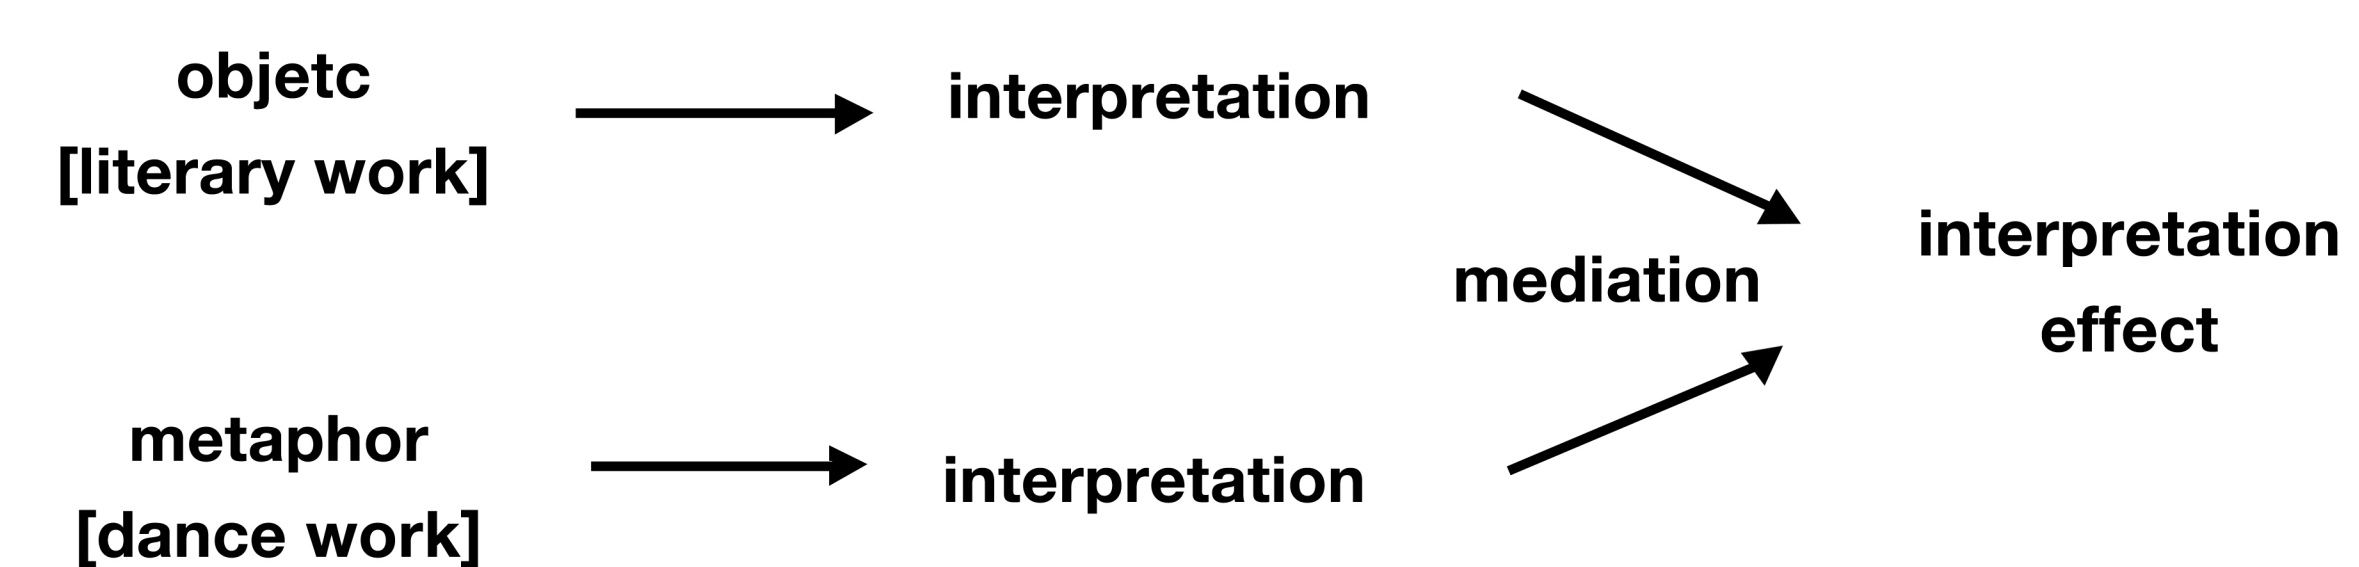 objetc
[literary work]
interpretation
mediation
interpretation
effect
metaphor
[dance work]
interpretation